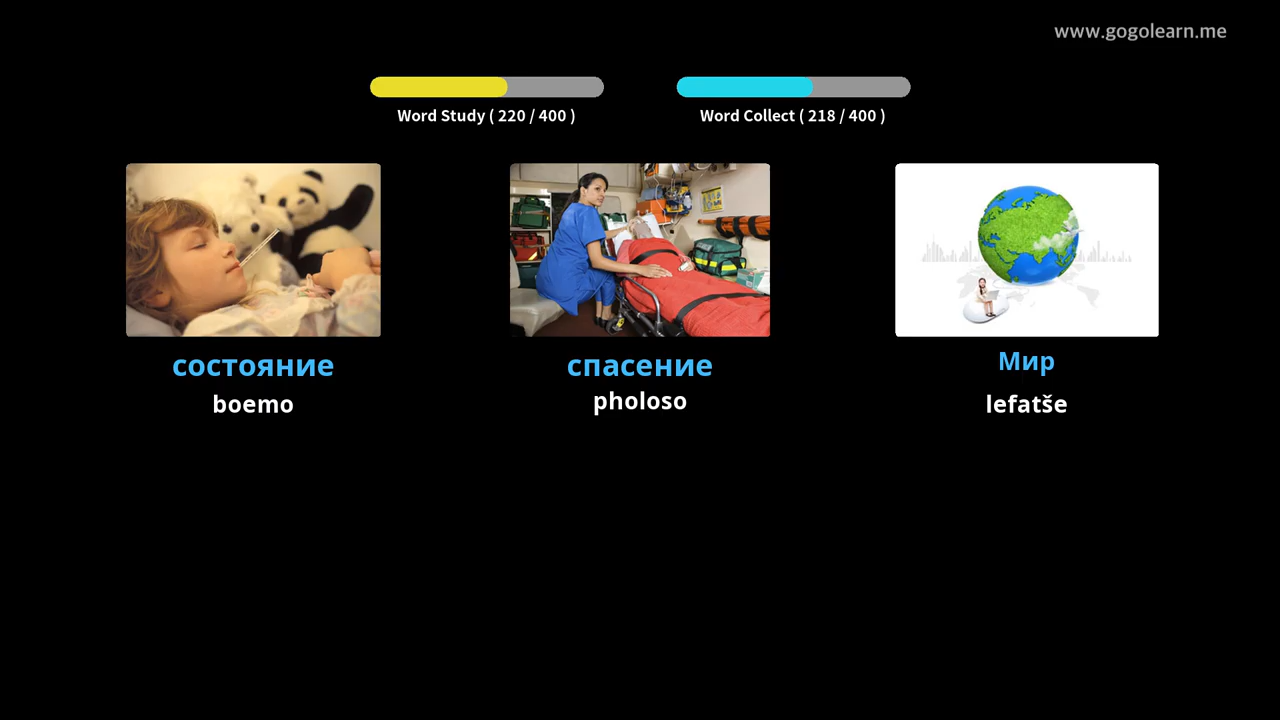 www.gogolearn.me
Word Study ( 220 / 400 )
Word Collect ( 218 / 400 )
состояние
спасение
Мир
boemo
pholoso
lefatše